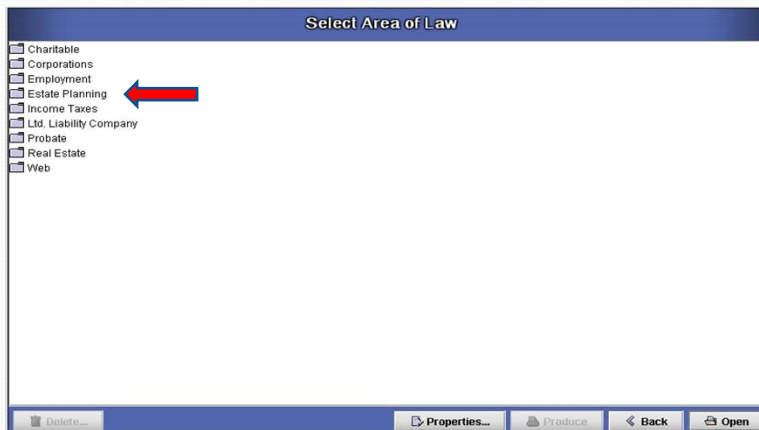 Select Area of Law
Charitable
Corporations
Employment
Estate Planning
Income Taxes
Ltd. Liability Company
Probate
Real Estate
Web
Delete... Properties... Produce Back Open